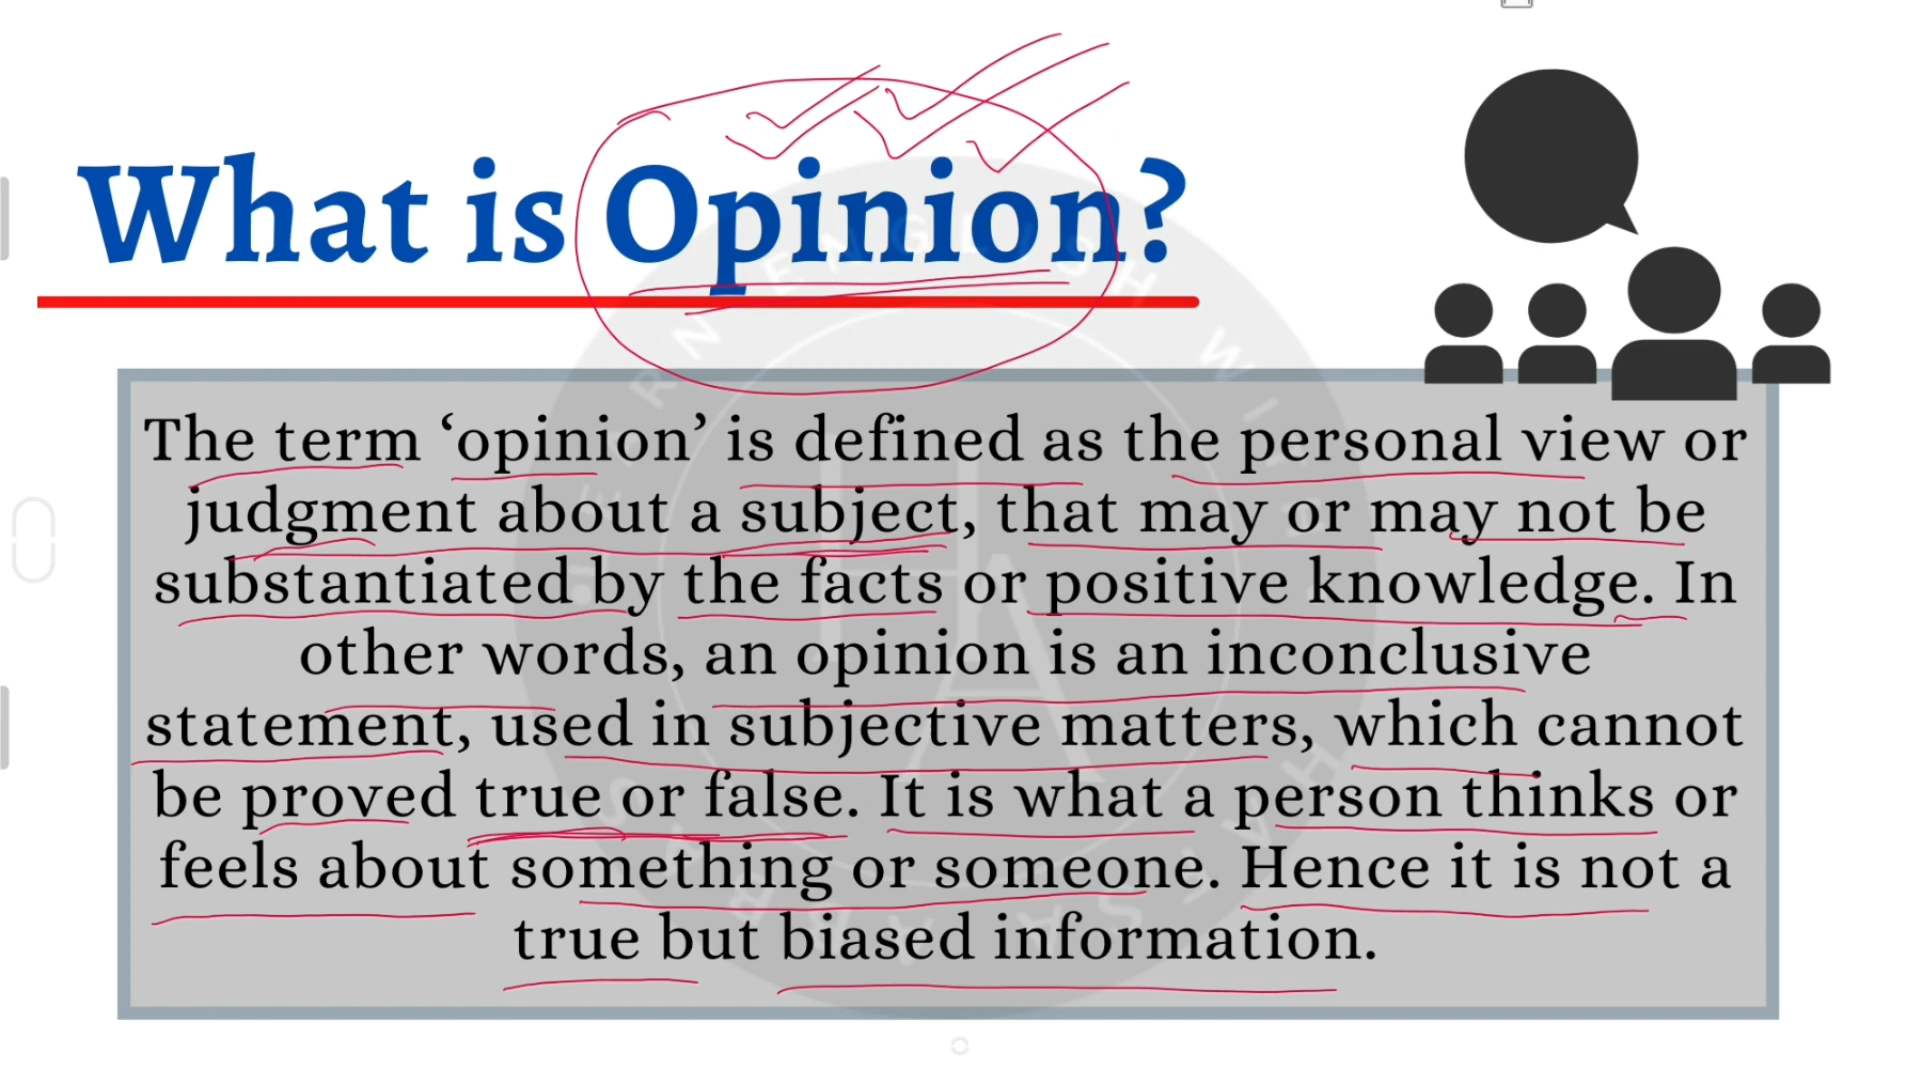 What is Opinion?
The term ‘opinion’ is defined as the personal view or
judgment about a subject, that may or may not be
substantiated by the facts or positive knowledge. In
other words, an opinion is an inconclusive
statement, used in subjective matters, which cannot
be proved true or false. It is what a person thinks or
feels about something or someone. Hence it is not a
true but biased information.